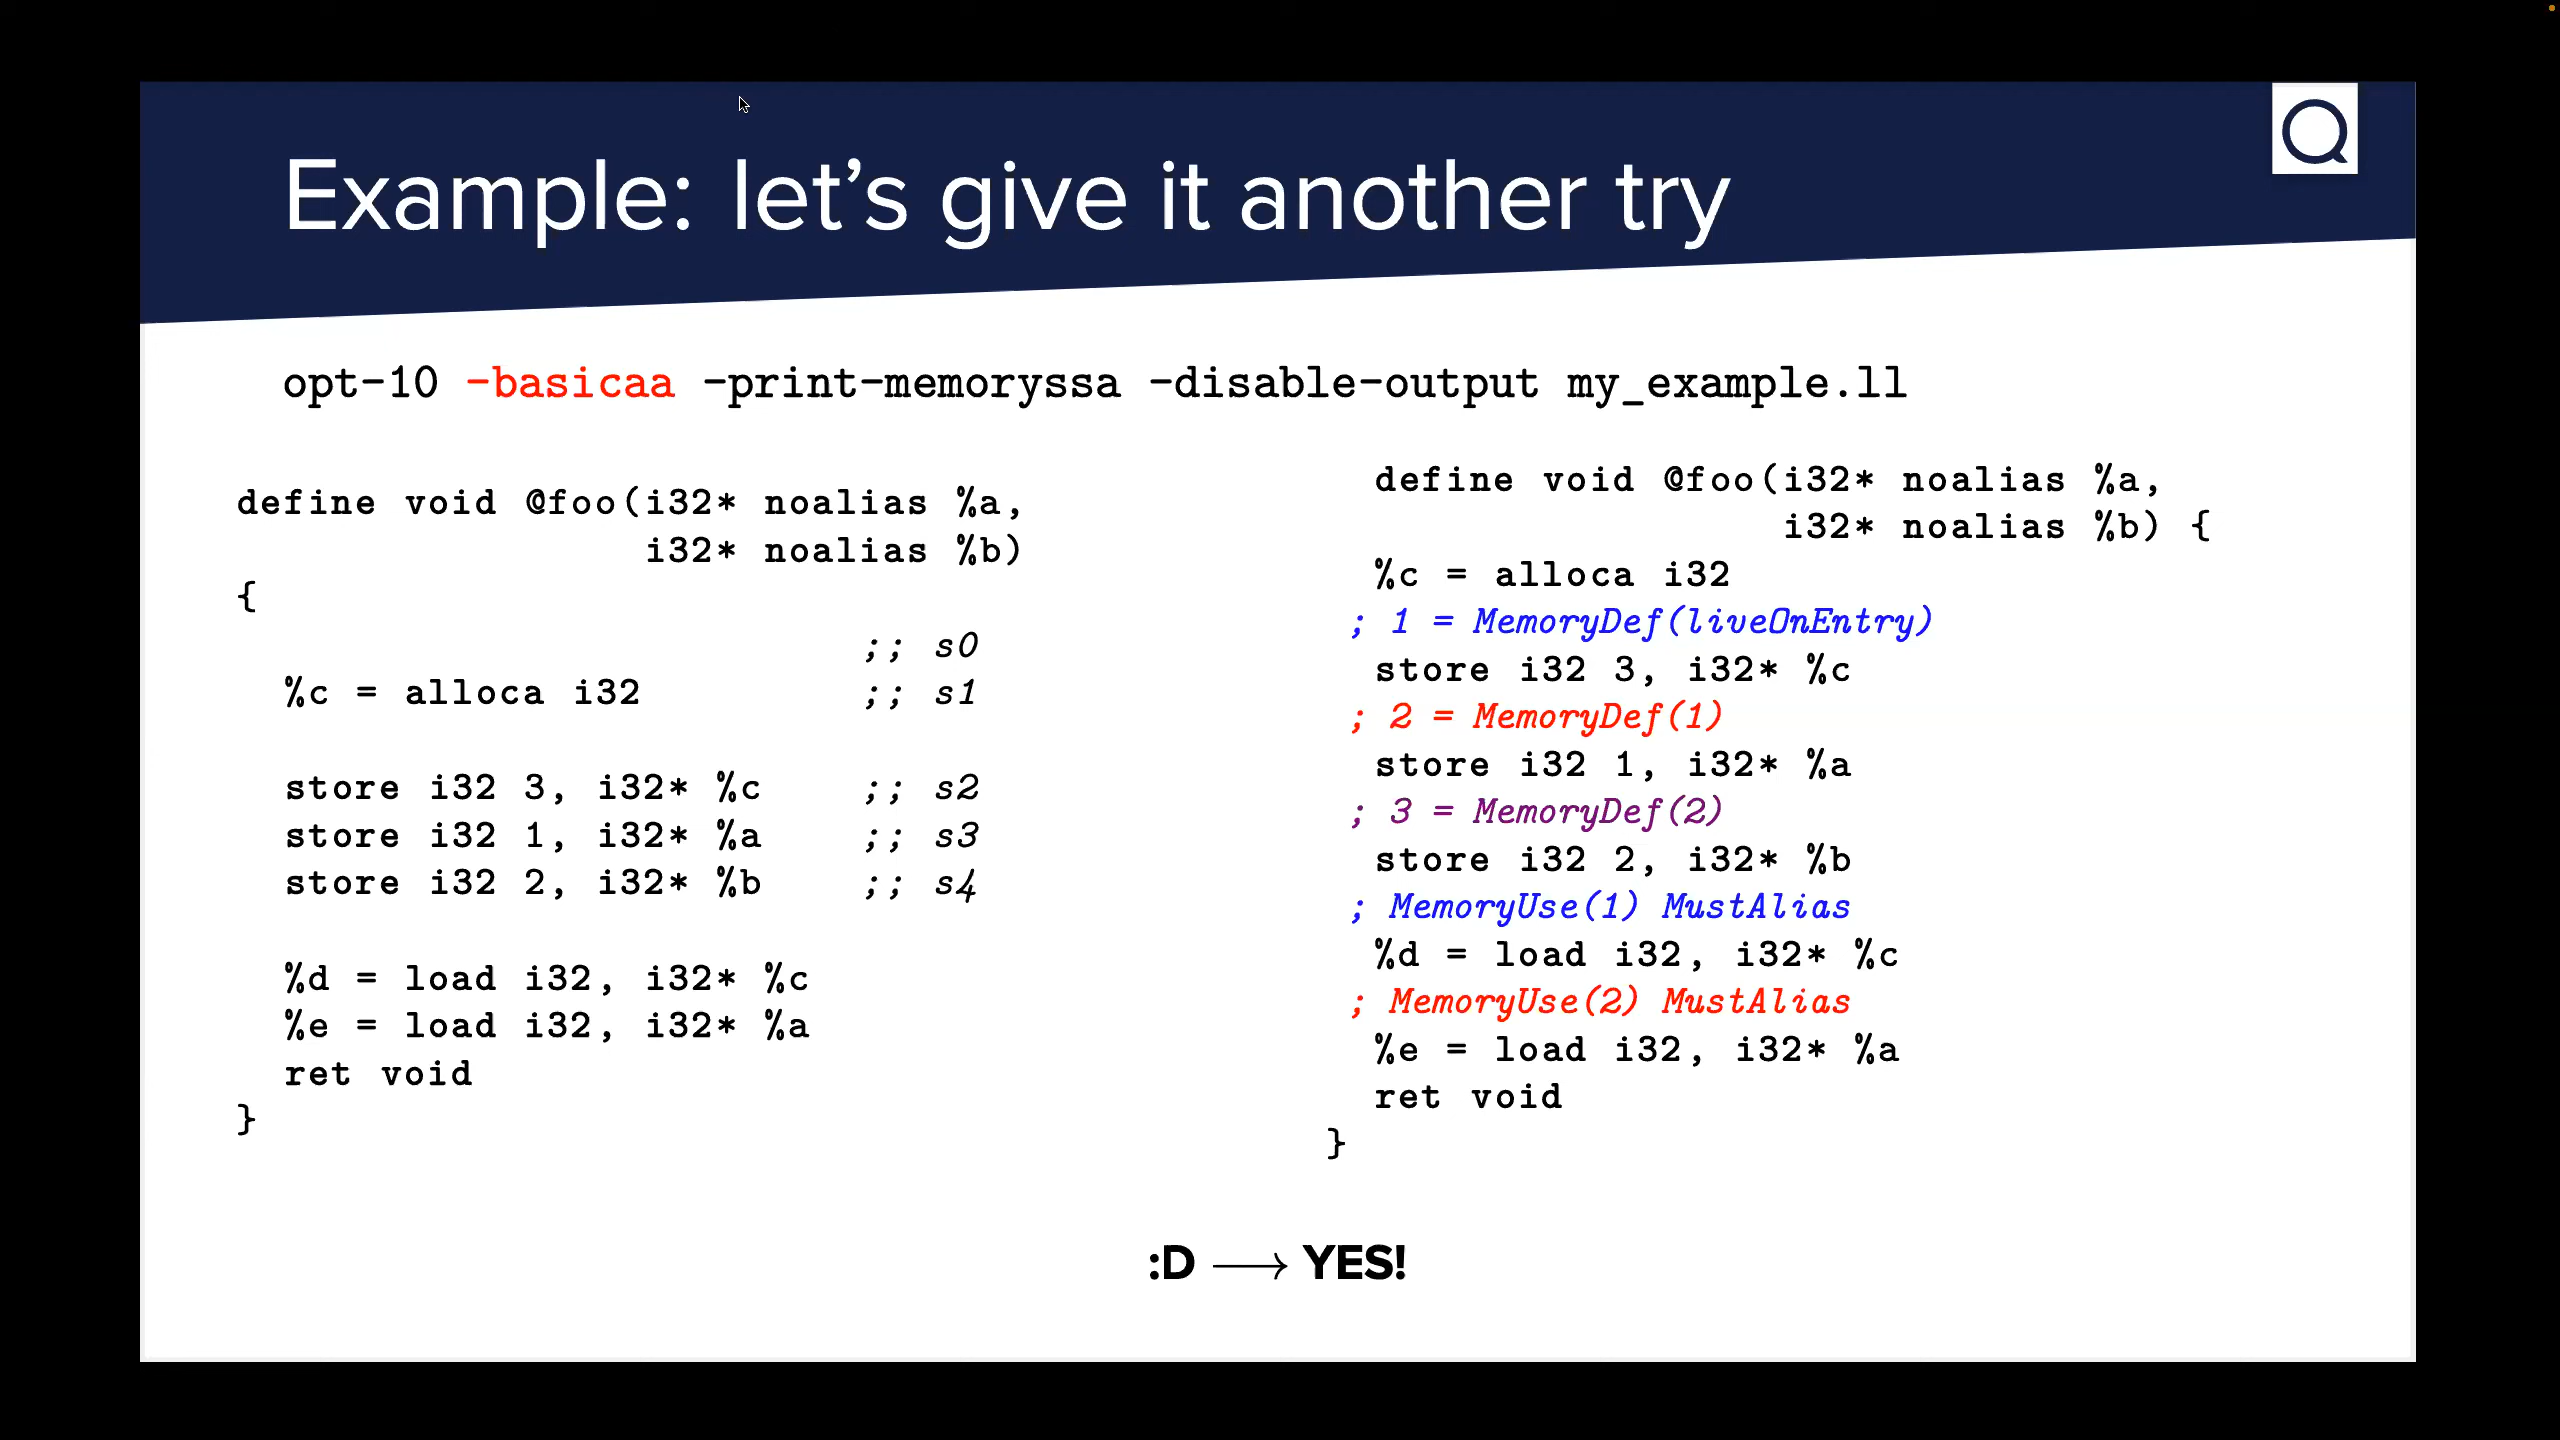 Example: let’s give it another try
opt-10 -basicaa -print-memoryssa -disable-output my_example.ll
define void @foo(i32* noalias %a,
i32* noalias %b)
{
;; s0
%c = alloca i32 ;; s1
store i32 3, i32* %c ;; s2
store i32 1, i32* %a ;; s3
store i32 2, i32* %b ;; s4
%d = load i32, i32* %c
%e = load i32, i32* %a
ret void
}
define void @foo(i32* noalias %a,
i32* noalias %b) {
%c = alloca i32
; 1 = MemoryDef(liveOnEntry)
store i32 3, i32* %c
; 2 = MemoryDef(1)
store i32 1, i32* %a
; 3 = MemoryDef(2)
store i32 2, i32* %b
; MemoryUse(1) MustAlias
%d = load i32, i32* %c
; MemoryUse(2) MustAlias
%e = load i32, i32* %a
ret void
}
:D ⟶ YES!